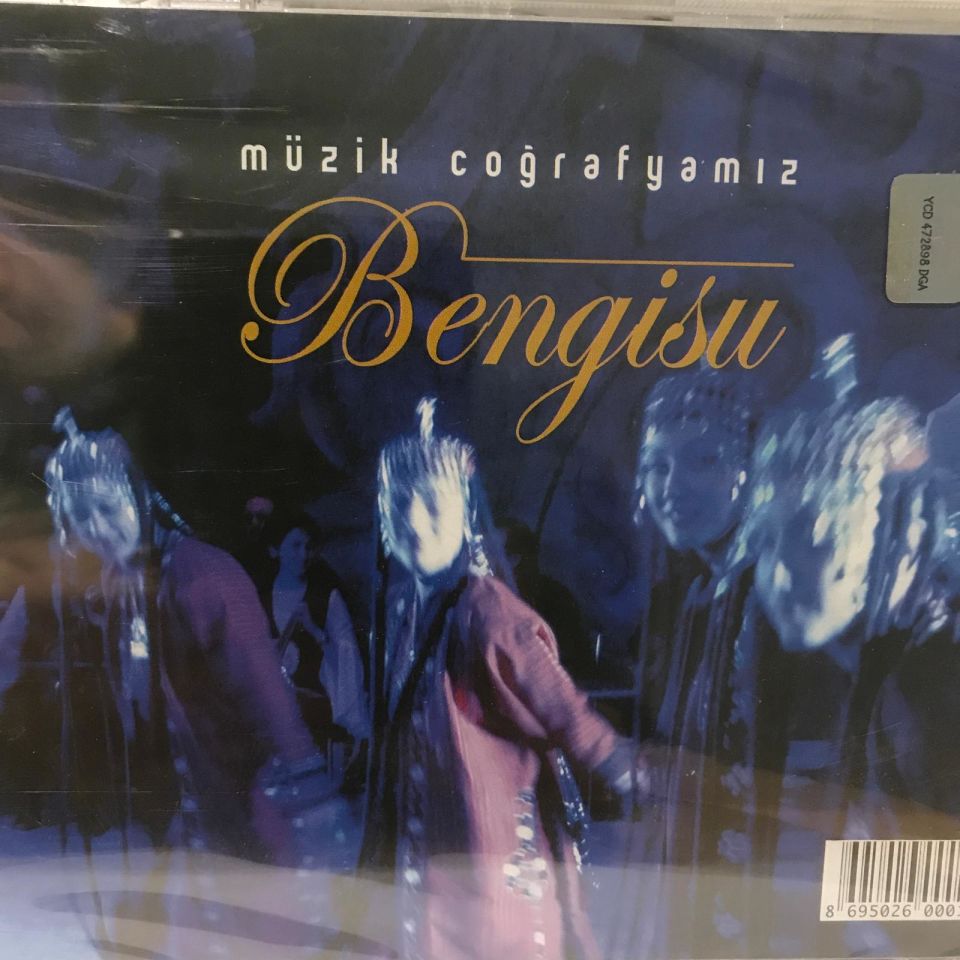 müzik coğrafyamız
Bengisu
YCD 472898 DGA
8 695026 000